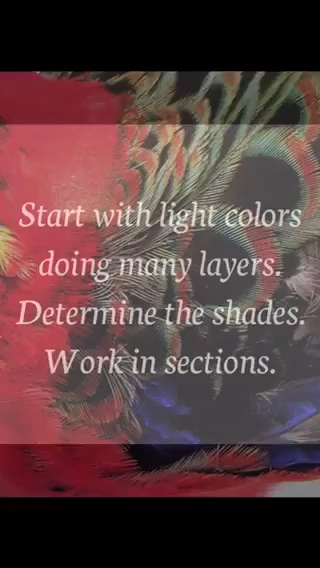 Start with light colors
doing many layers.
Determine the shades.
Work in sections.